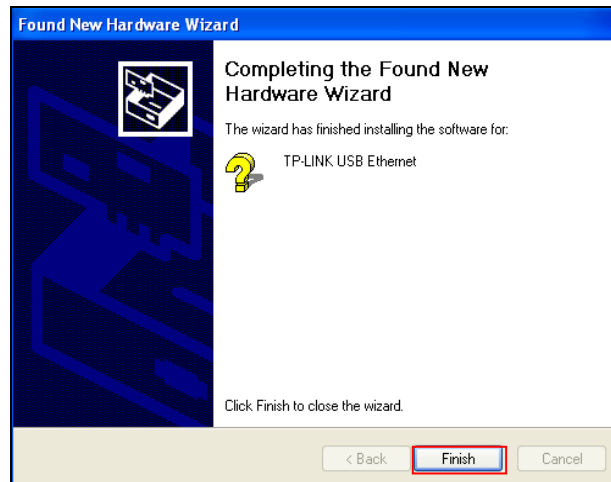 Found New Hardware Wizard
Completing the Found New
Hardware Wizard
The wizard has finished installing the software for:
TP-LINK USB Ethernet
Click Finish to close the wizard.
< Back
Finish
Cancel